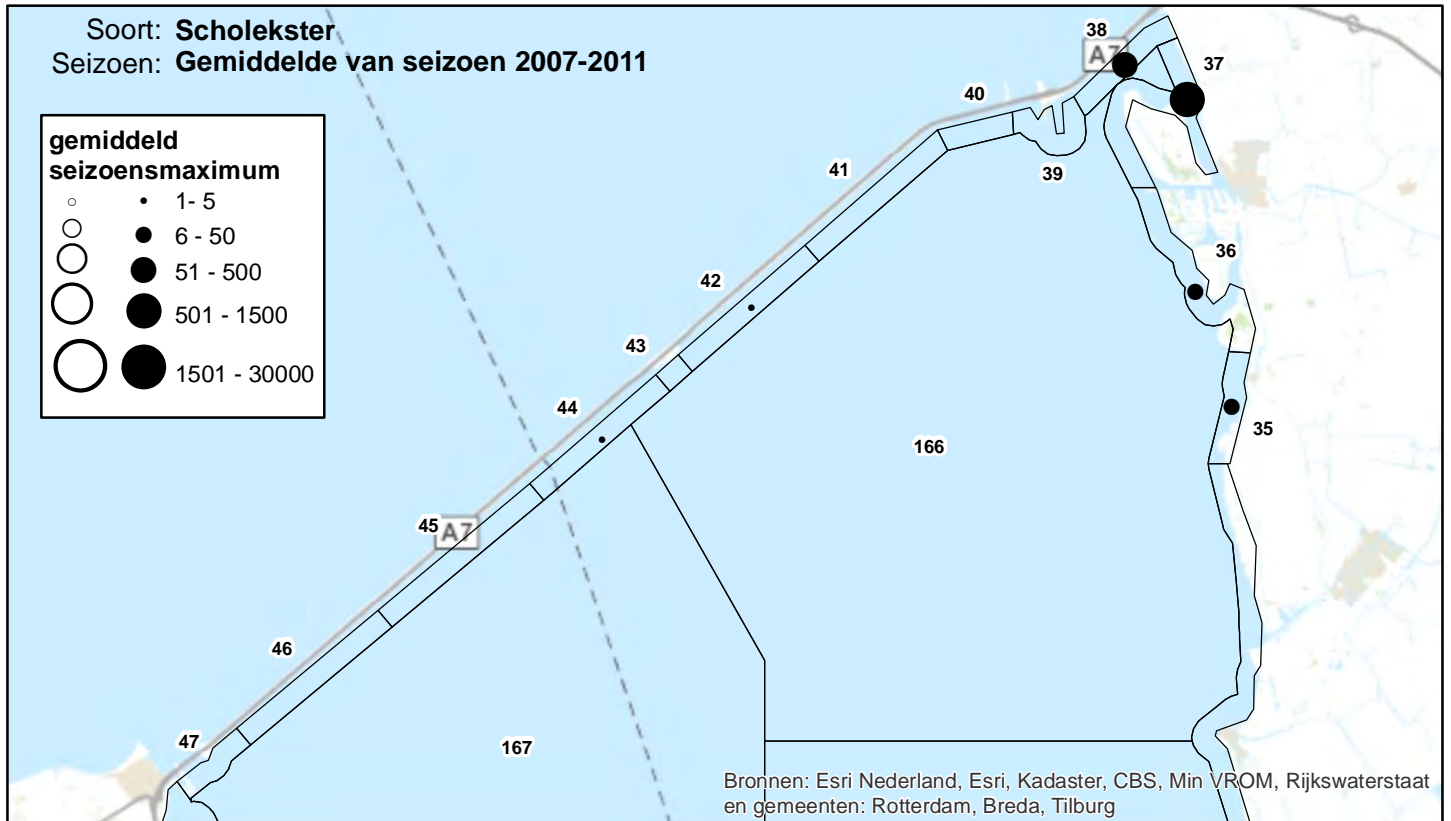 Soort: Scholekster
Seizoen: Gemiddelde van seizoen 2007-2011
gemiddeld
seizoensmaximum
1- 5
6 - 50
51 - 500
501 - 1500
1501 - 30000
38
A7
37
40
41
39
36
42
43
44
35
166
45
A7
46
47
167
Bronnen: Esri Nederland, Esri, Kadaster, CBS, Min VROM, Rijkswaterstaat
en gemeenten: Rotterdam, Breda, Tilburg